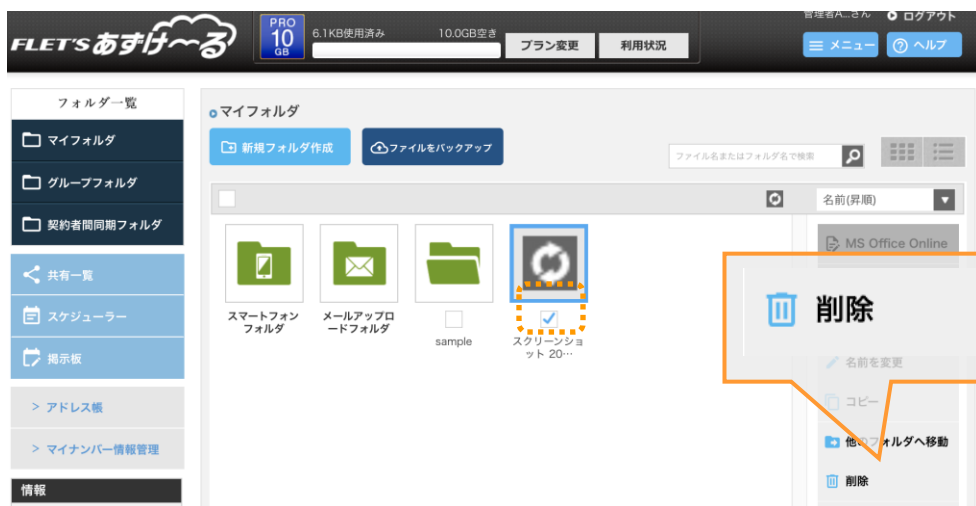 管理者A...さん
ログアウト
FLET'S あずけ～る
PRO
10
GB
6.1KB使用済み
10.0GB空き
プラン変更
利用状況
メニュー
ヘルプ
フォルダ一覧
マイフォルダ
グループフォルダ
契約者間同期フォルダ
共有一覧
スケジューラー
掲示板
> アドレス帳
> マイナンバー情報管理
情報
マイフォルダ
新規フォルダ作成
ファイルをバックアップ
ファイル名またはフォルダ名で検索
名前(昇順)
スマートフォン
フォルダ
メールアップロ
ードフォルダ
sample
スクリーンショ
ット 20…
MS Office Online
削除
名前を変更
コピー
他のフォルダへ移動
削除